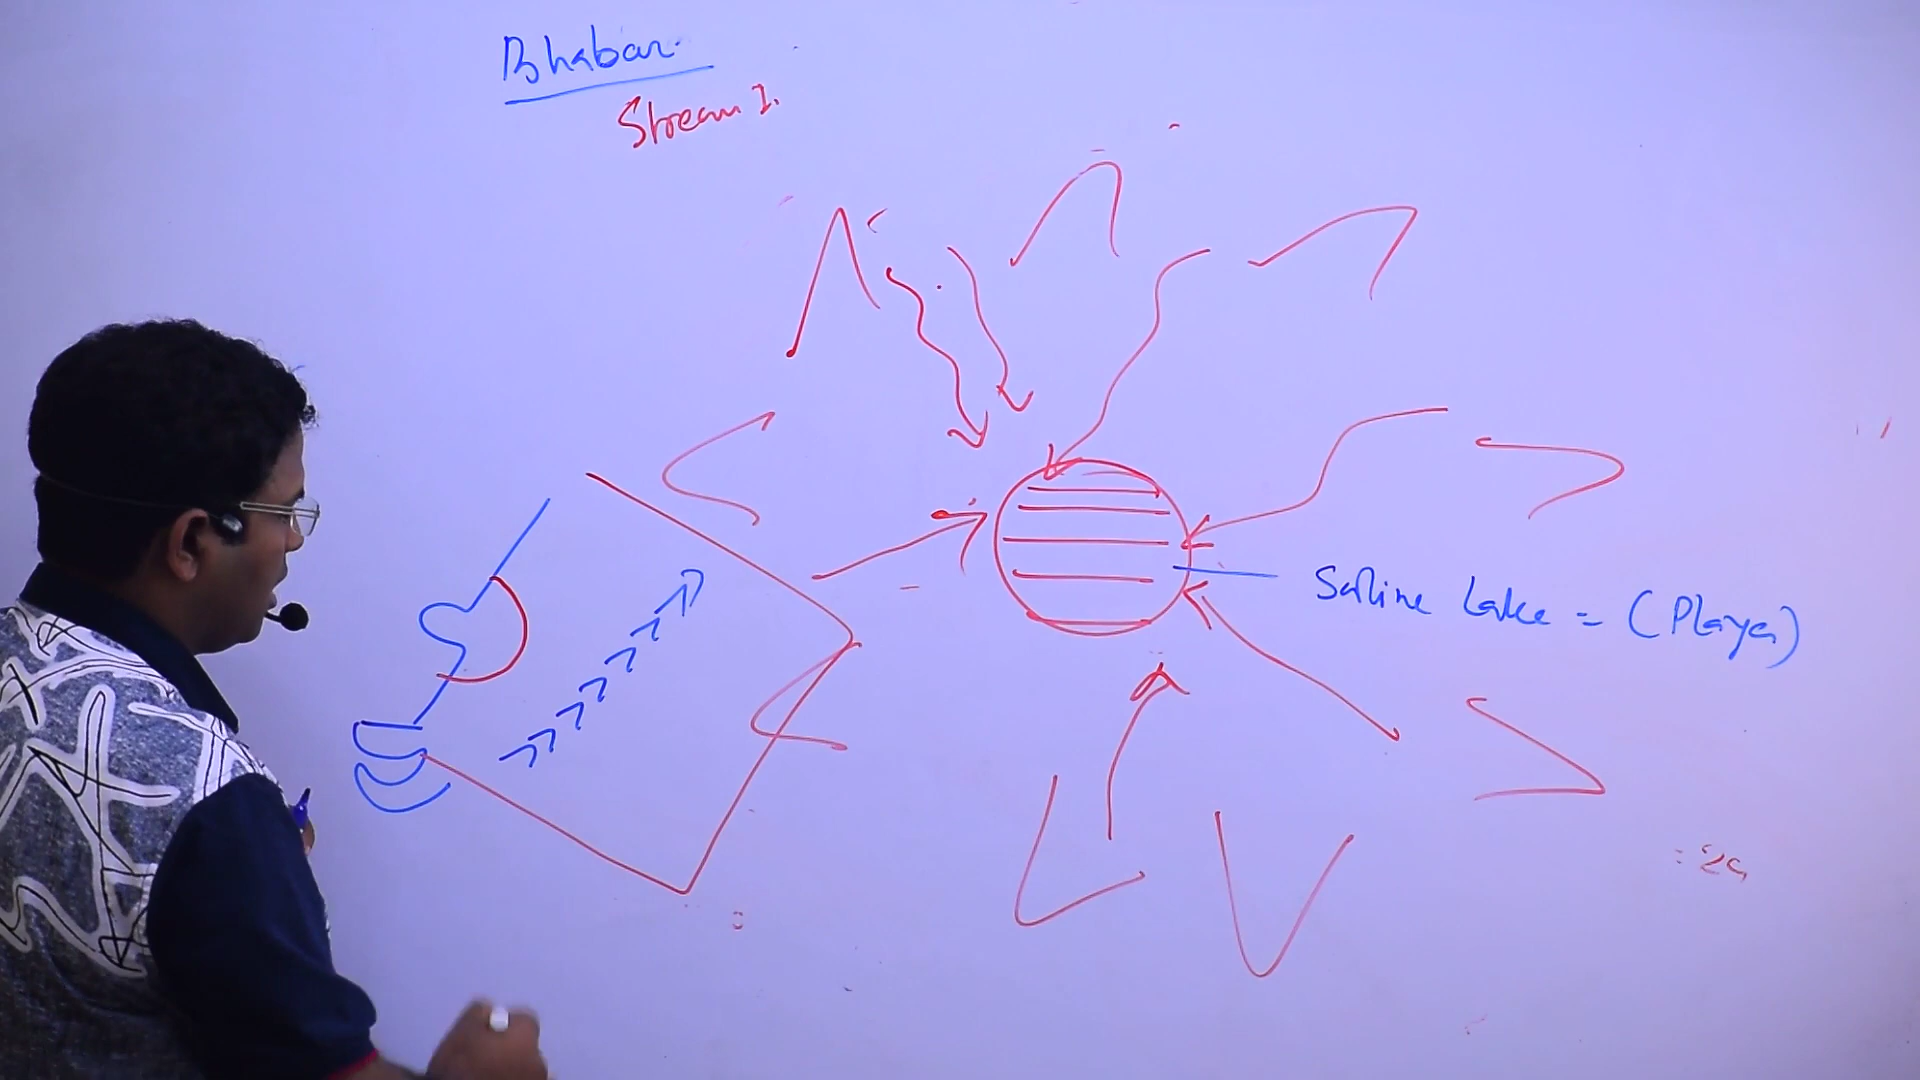 Bhabar
Stream
Saline Lake = (Playa)